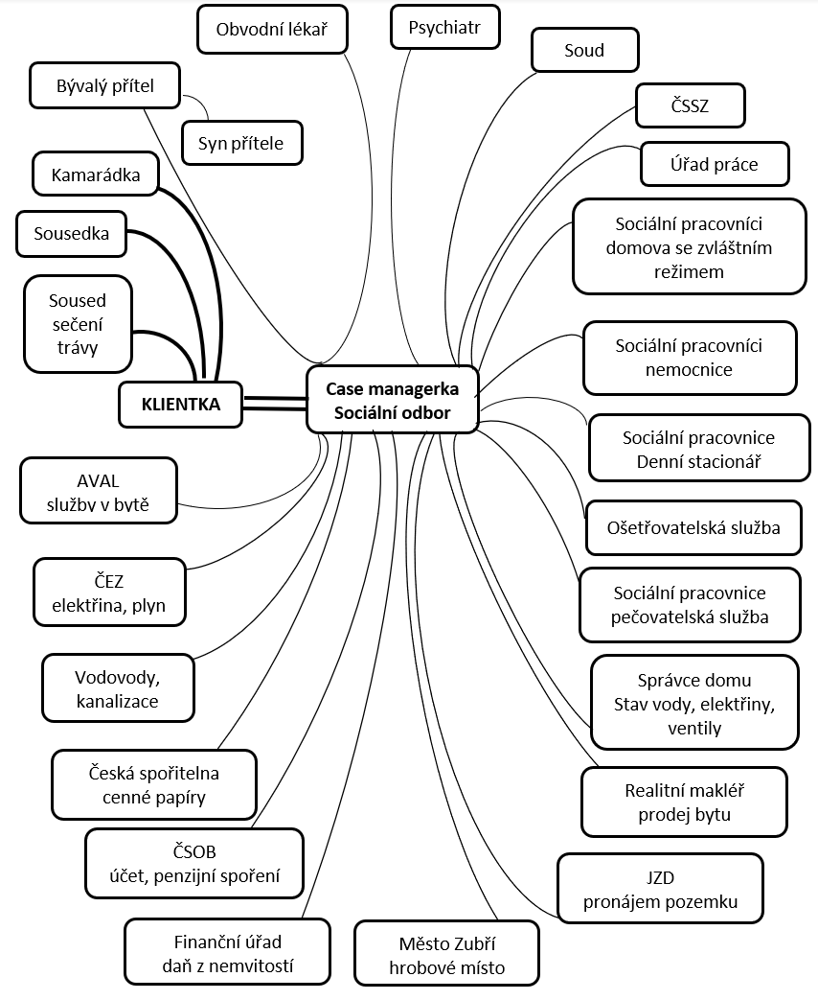 Obvodní lékař
Psychiatr
Soud
Bývalý přítel
ČSSZ
Syn přítele
Úřad práce
Kamarádka
Sousedka
Sociální pracovníci
domova se zvláštním
režimem
Soused
sečení
trávy
Sociální pracovníci
nemocnice
KLIENTKA
Case managerka
Sociální odbor
Sociální pracovnice
Denní stacionář
AVAL
služby v bytě
Ošetřovatelská služba
ČEZ
elektřina, plyn
Sociální pracovnice
pečovatelská služba
Vodovody,
kanalizace
Správce domu
Stav vody, elektřiny,
ventily
Česká spořitelna
cenné papíry
Realitní makléř
prodej bytu
ČSOB
účet, penzijní spoření
JZD
pronájem pozemku
Finanční úřad
daň z nemvitostí
Město Zubří
hrobové místo